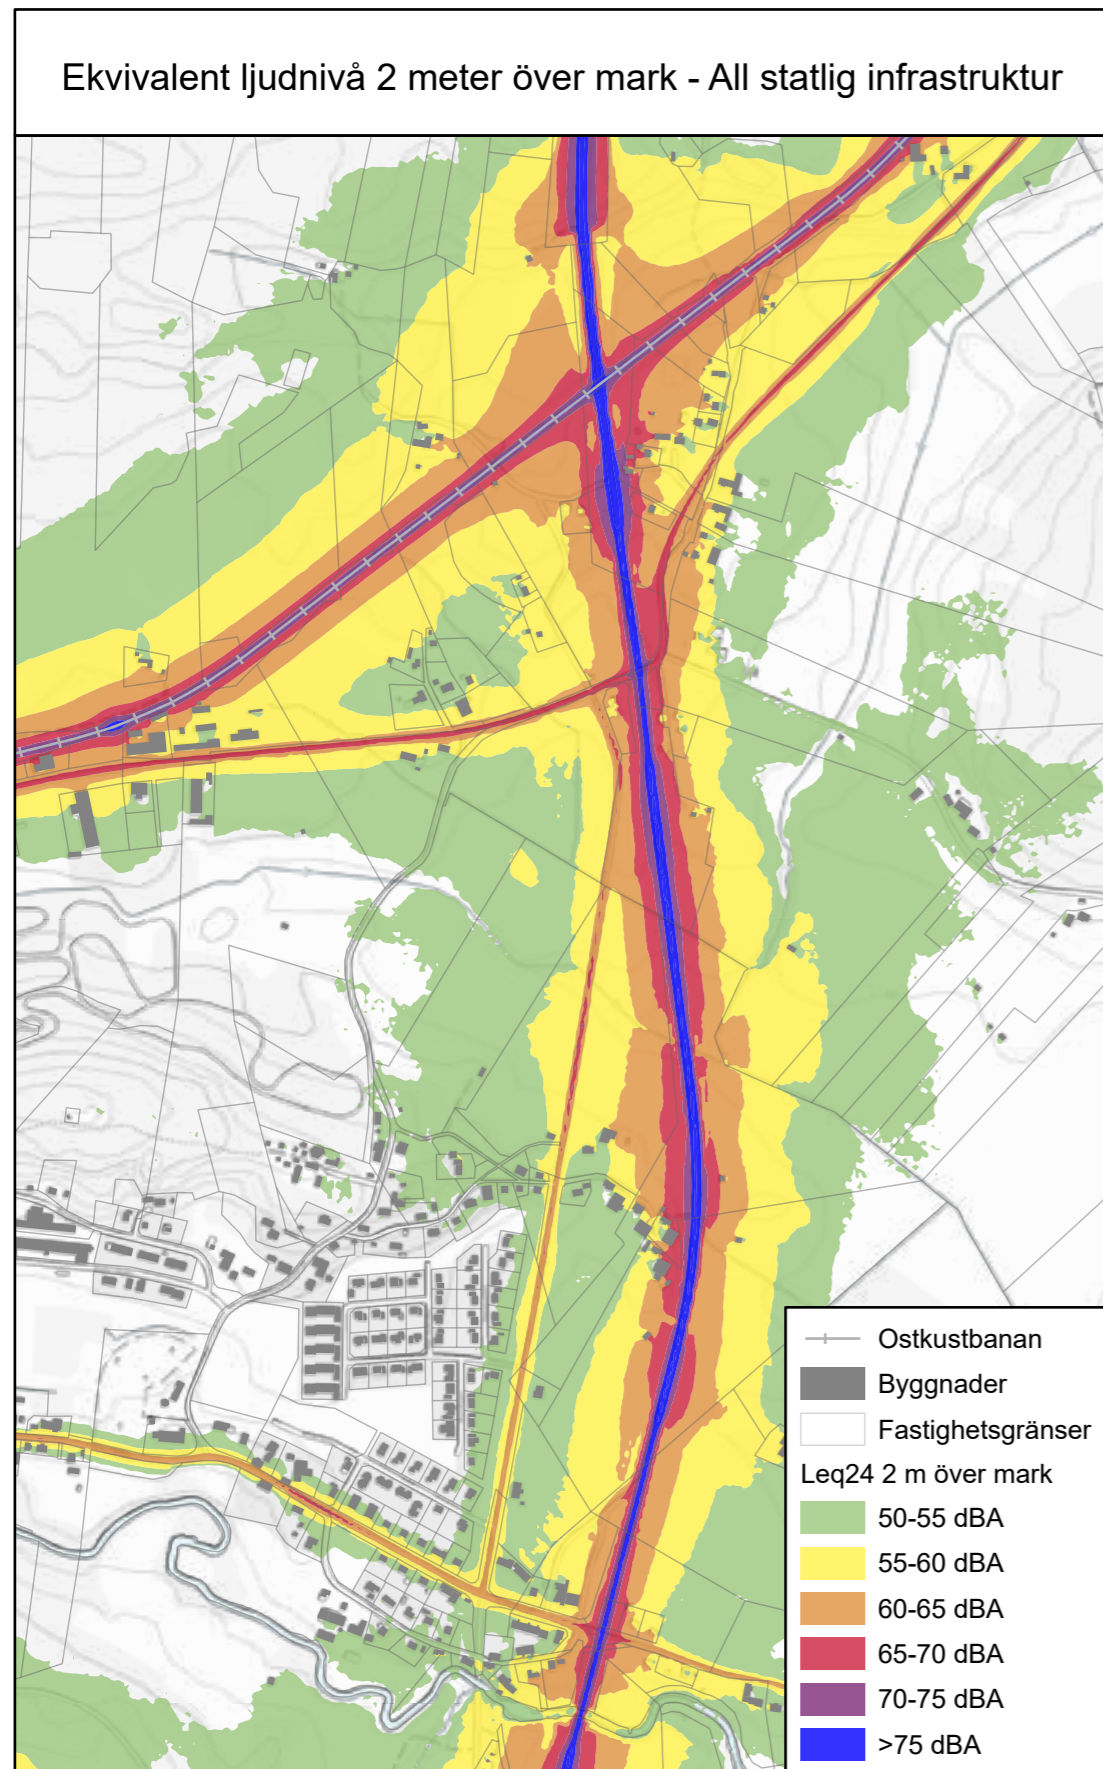 Ekvivalent ljudnivå 2 meter över mark - All statlig infrastruktur
Ostkustbanan
Byggnader
Fastighetsgränser
Leq24 2 m över mark
50-55 dBA
55-60 dBA
60-65 dBA
65-70 dBA
70-75 dBA
>75 dBA